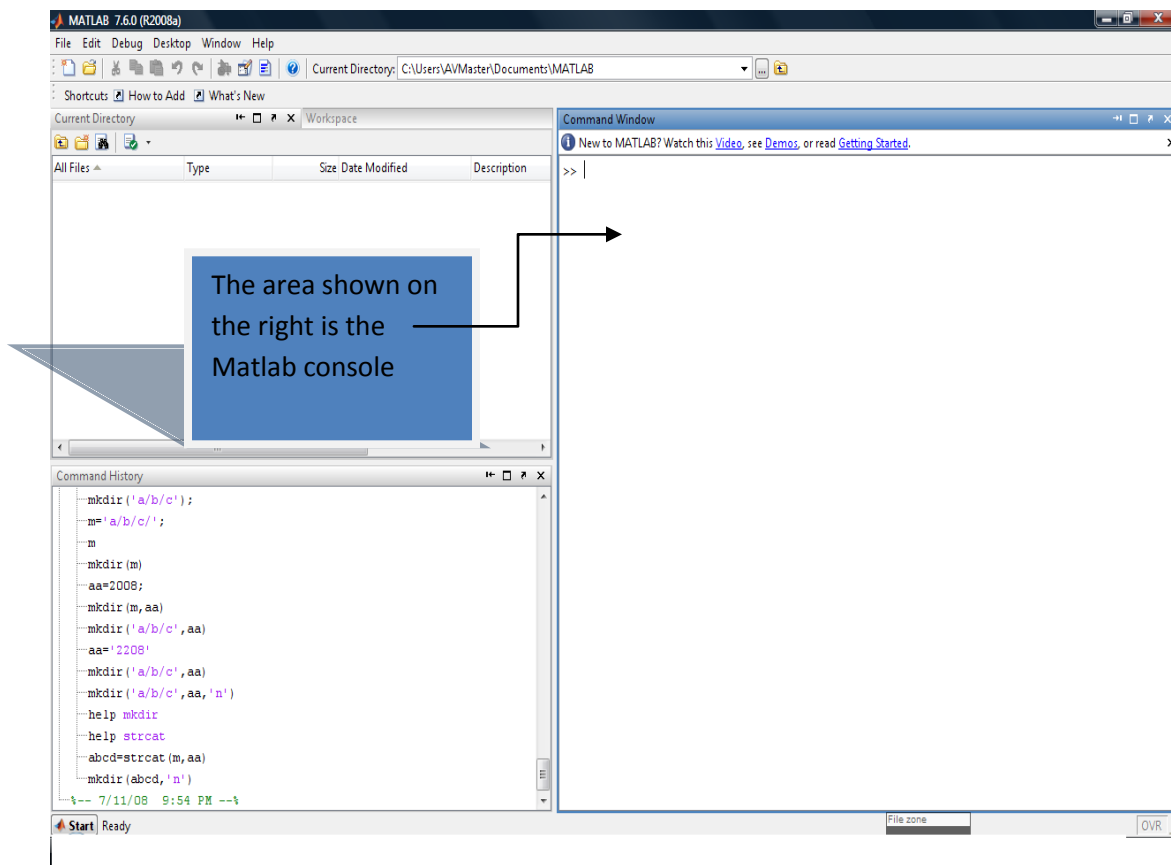 MATLAB 7.6.0 (R2008a)
File Edit Debug Desktop Window Help
Current Directory: C:\Users\AVMaster\Documents\MATLAB
Shortcuts How to Add What's New
Current Directory
Workspace
All Files Type Size Date Modified Description
The area shown on
the right is the
Matlab console
Command History
mkdir('a/b/c');
m='a/b/c/';
m
mkdir(m)
aa=2008;
mkdir(m,aa)
mkdir('a/b/c',aa)
aa='2208'
mkdir('a/b/c',aa)
mkdir('a/b/c',aa,'n')
help mkdir
help strcat
abcd=strcat(m,aa)
mkdir(abcd,'n')
%-- 7/11/08 9:54 PM --%
Command Window
New to MATLAB? Watch this Video, see Demos, or read Getting Started.
>>
Start Ready
File zone
OVR